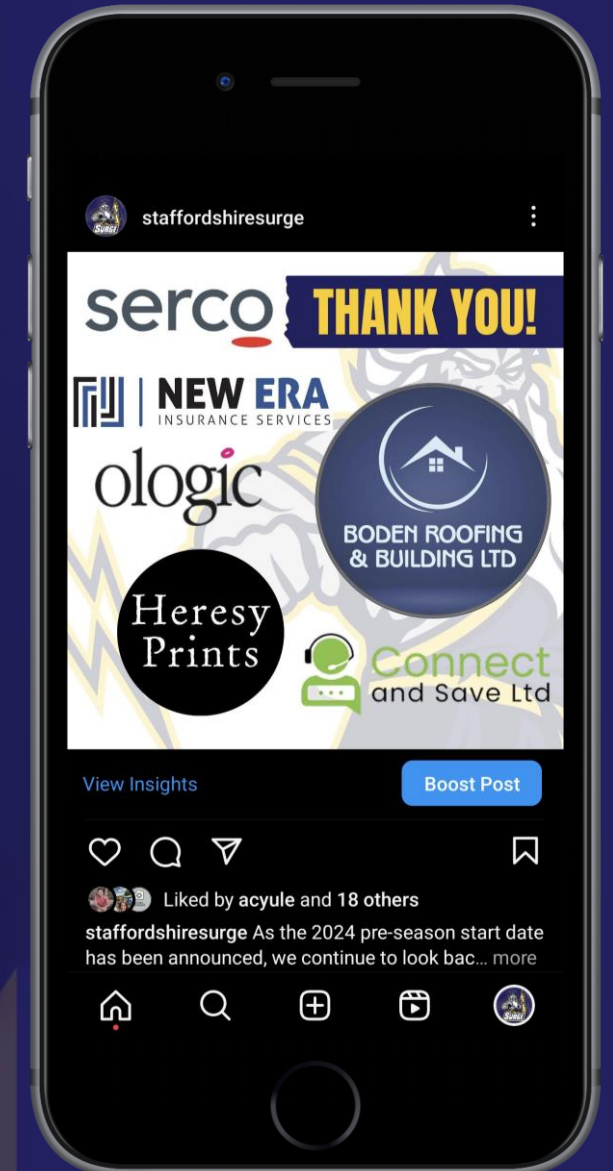 staffordshiresurge
serco
THANK YOU!
NEW ERA
INSURANCE SERVICES
ologic
BODEN ROOFING
& BUILDING LTD
Heresy
Prints
Connect
and Save Ltd
View Insights
Boost Post
Liked by acyule and 18 others
staffordshiresurge As the 2024 pre-season start date
has been announced, we continue to look bac... more
SURGE